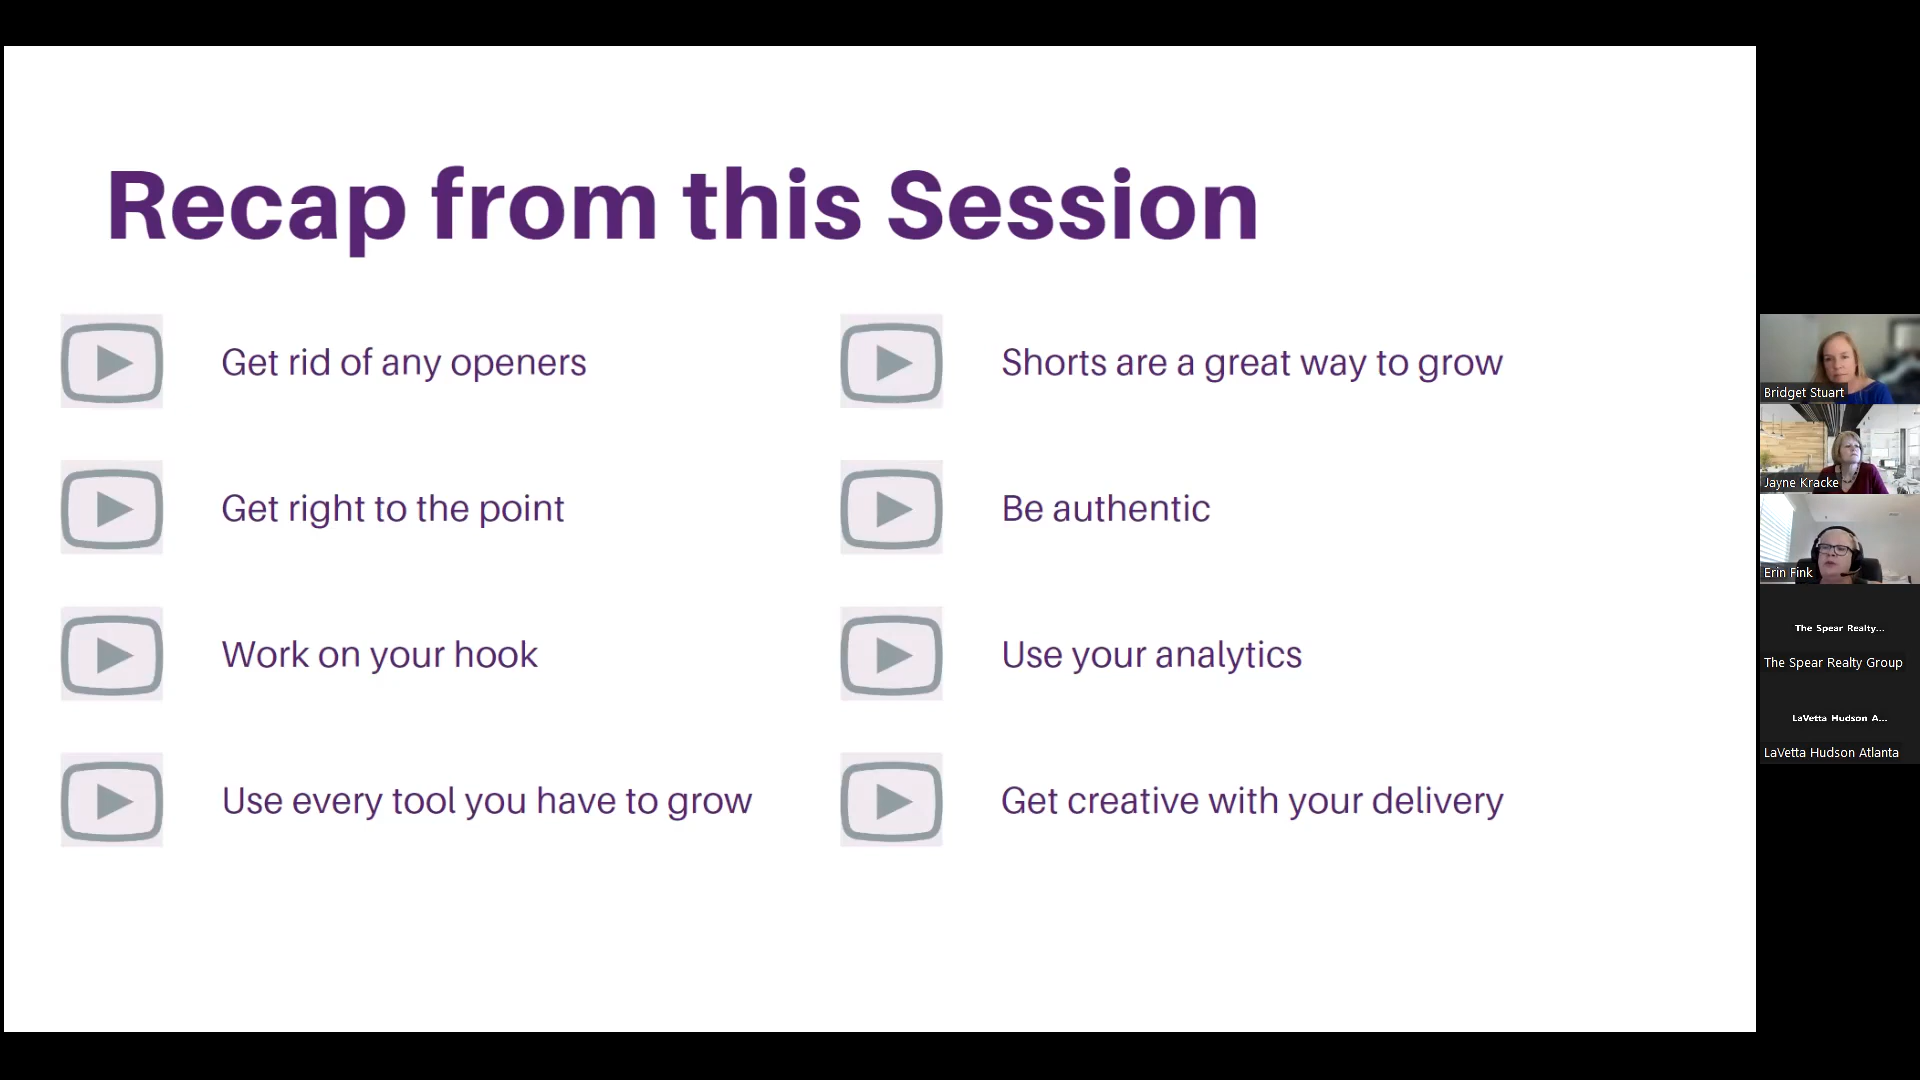 Recap from this Session
Get rid of any openers
Get right to the point
Work on your hook
Use every tool you have to grow
Shorts are a great way to grow
Be authentic
Use your analytics
Get creative with your delivery
Bridget Stuart
Jayne Kracke
Erin Fink
The Spear Realty...
The Spear Realty Group
LaVetta Hudson A...
LaVetta Hudson Atlanta